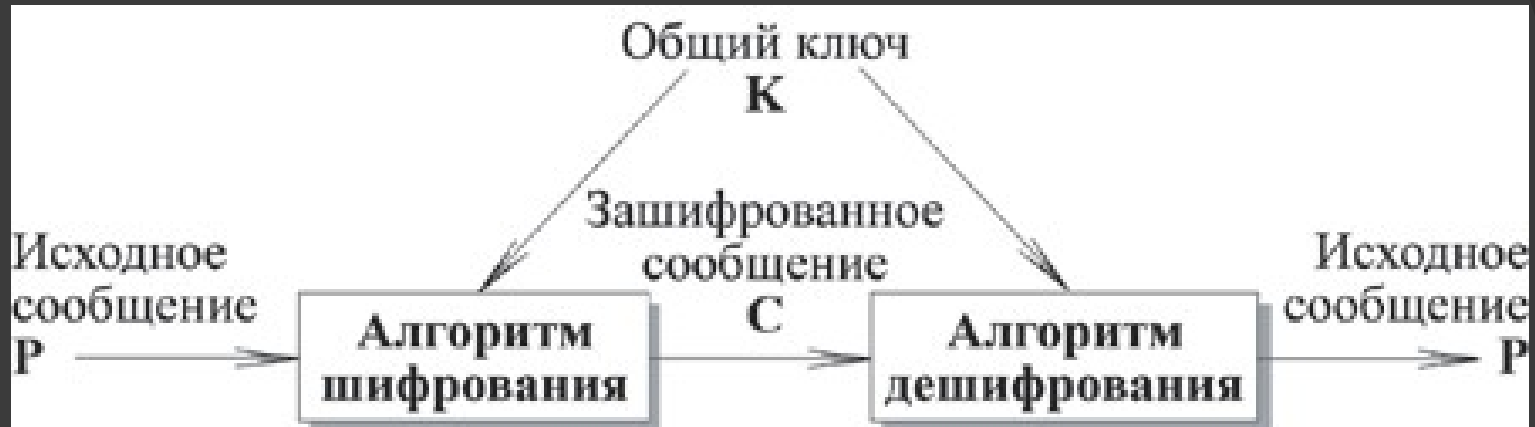 Общий ключ
K
Зашифрованное
сообщение
C
Исходное
сообщение
P
Алгоритм
шифрования
Алгоритм
дешифрования
Исходное
сообщение
P